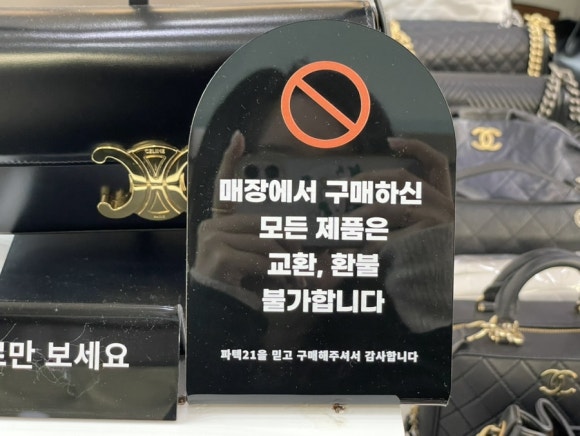 매장에서 구매하신
모든 제품은
교환, 환불
불가합니다
파텍21을 믿고 구매해주셔서 감사합니다
만 보세요
CELINE